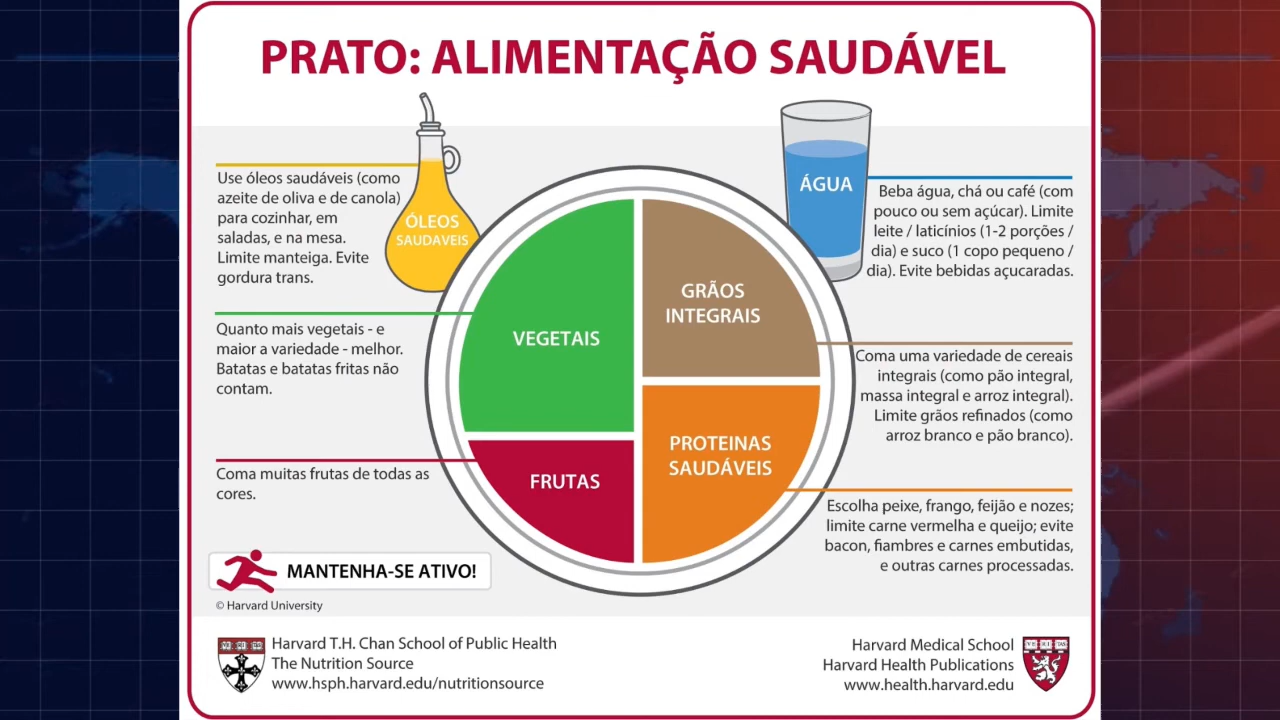 PRATO: ALIMENTAÇÃO SAUDÁVEL
Use óleos saudáveis (como
azeite de oliva e de canola)
para cozinhar, em
saladas, e na mesa.
Limite manteiga. Evite
gordura trans.
ÓLEOS
SAUDAVEIS
ÁGUA
Beba água, chá ou café (com
pouco ou sem açúcar). Limite
leite / laticínios (1-2 porções /
dia) e suco (1 copo pequeno /
dia). Evite bebidas açucaradas.
Quanto mais vegetais - e
maior a variedade - melhor.
Batatas e batatas fritas não
contam.
VEGETAIS
GRÃOS
INTEGRAIS
Coma uma variedade de cereais
integrais (como pão integral,
massa integral e arroz integral).
Limite grãos refinados (como
arroz branco e pão branco).
Coma muitas frutas de todas as
cores.
FRUTAS
PROTEINAS
SAUDÁVEIS
Escolha peixe, frango, feijão e nozes;
limite carne vermelha e queijo; evite
bacon, fiambres e carnes embutidas,
e outras carnes processadas.
MANTENHA-SE ATIVO!
© Harvard University
Harvard T.H. Chan School of Public Health
The Nutrition Source
www.hsph.harvard.edu/nutritionsource
Harvard Medical School
Harvard Health Publications
www.health.harvard.edu